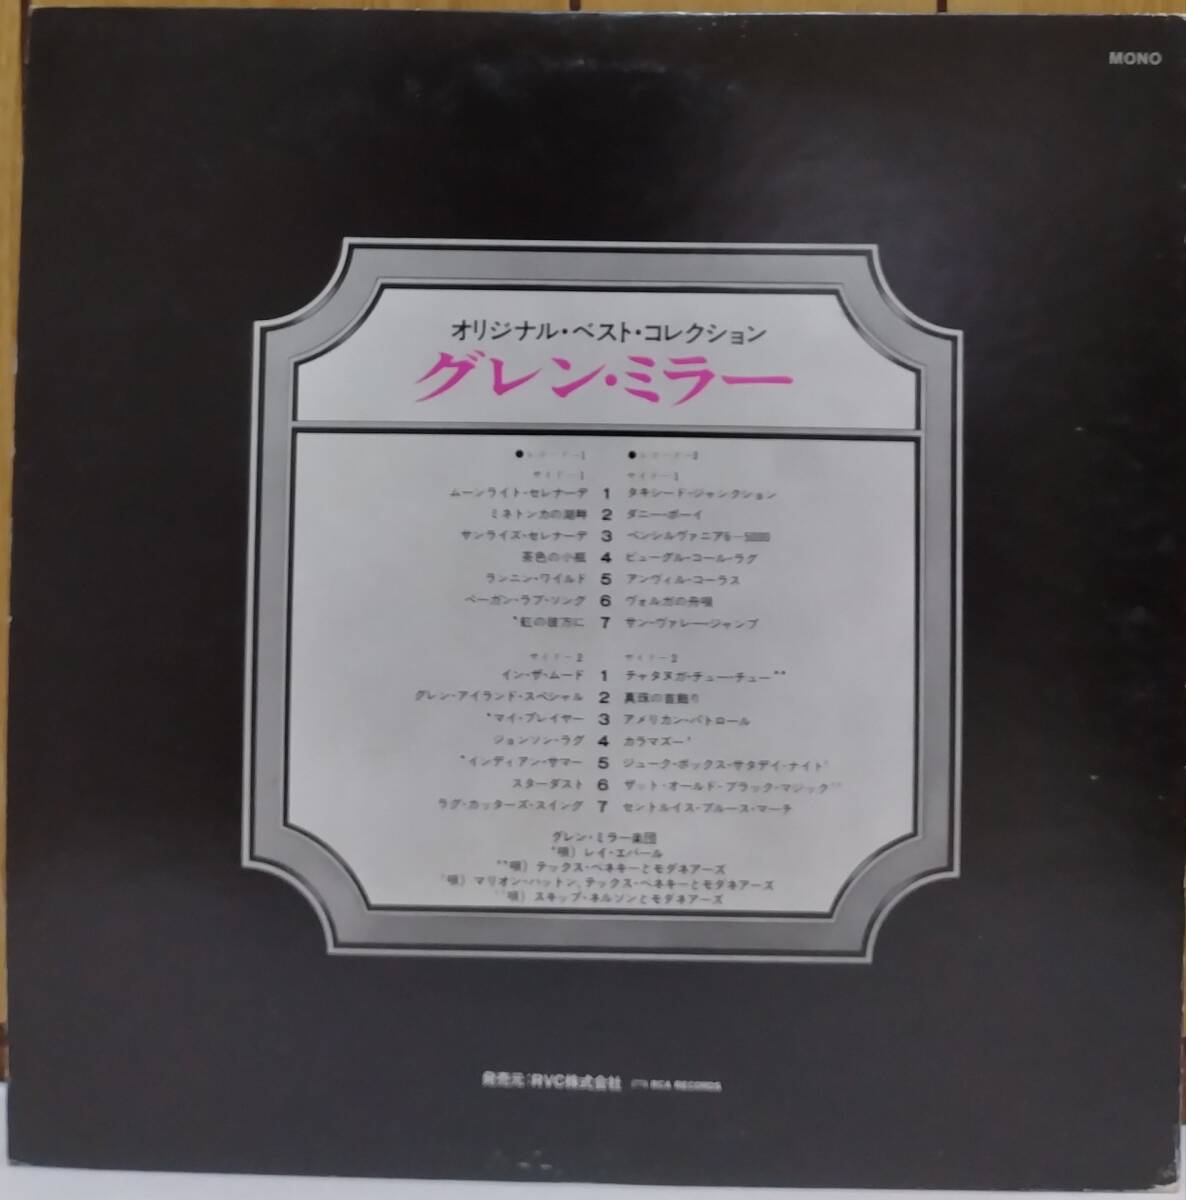 MONO
オリジナル・ベスト・コレクション
グレン・ミラー
●レコード-1 ●レコード-2
サイド-1 サイド-1
ムーンライト・セレナーデ 1 タキシード・ジャンクション
ミネトンカの湖畔 2 ダニー・ボーイ
サンライズ・セレナーデ 3 ペンシルヴァニア6-5000
茶色の小瓶 4 ビューグル・コール・ラグ
ランニン・ワイルド 5 アンヴィル・コーラス
ペーガン・ラブ・ソング 6 ヴォルガの舟唄
*虹の彼方に 7 サン・ヴァレー・ジャンプ
サイド-2 サイド-2
イン・ザ・ムード 1 チャタヌガ・チュー・チュー**
グレン・アイランド・スペシャル 2 真珠の首飾り
*マイ・プレイヤー 3 アメリカン・パトロール
ジョンソン・ラグ 4 カラマズー
*インディアン・サマー 5 ジューク・ボックス・サタデイ・ナイト
スターダスト 6 ザット・オールド・ブラック・マジック
ラグ・カッターズ・スイング 7 セントルイス・ブルース・マーチ
グレン・ミラー楽団
*唄) レイ・エバール
**唄) テックス・ベネキーとモダネアーズ
唄) マリオン・ハットン、テックス・ベネキーとモダネアーズ
唄) スキップ・ネルソンとモダネアーズ
発売元:RVC株式会社 RCA RECORDS